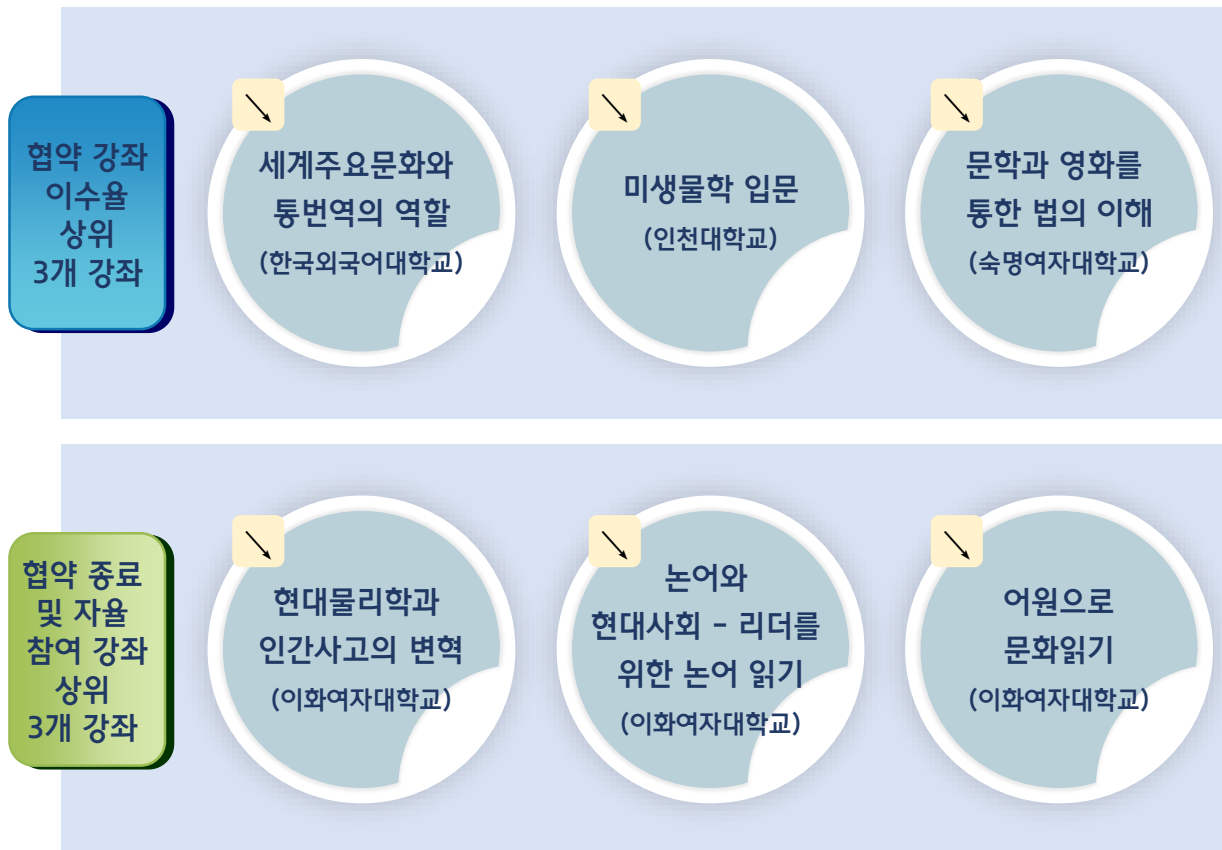 협약 강좌
이수율
상위
3개 강좌
세계주요문화와
통번역의 역할
(한국외국어대학교)
미생물학 입문
(인천대학교)
문학과 영화를
통한 법의 이해
(숙명여자대학교)
협약 종료
및 자율
참여 강좌
상위
3개 강좌
현대물리학과
인간사고의 변혁
(이화여자대학교)
논어와
현대사회 - 리더를
위한 논어 읽기
(이화여자대학교)
어원으로
문화읽기
(이화여자대학교)